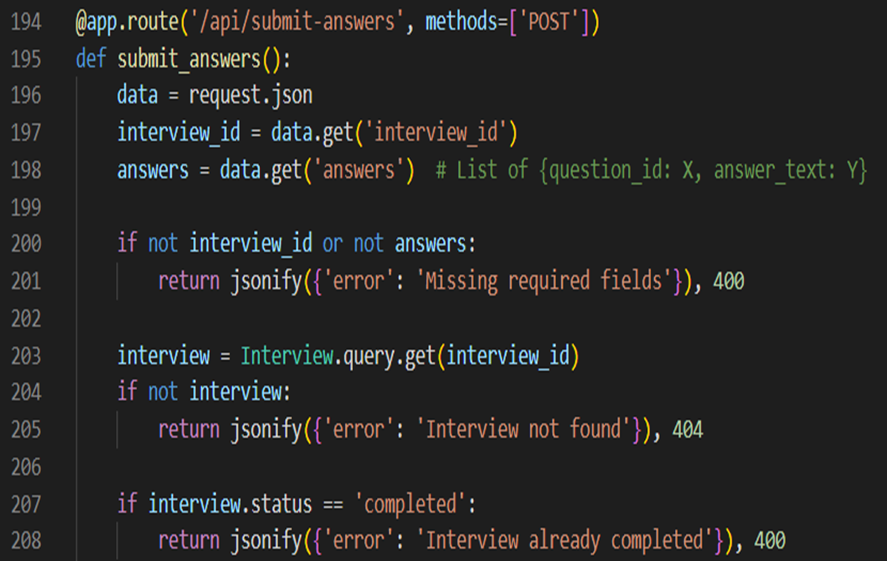 194 @app.route('/api/submit-answers', methods=['POST'])
195 def submit_answers():
196     data = request.json
197     interview_id = data.get('interview_id')
198     answers = data.get('answers')  # List of {question_id: X, answer_text: Y}
199
200     if not interview_id or not answers:
201         return jsonify({'error': 'Missing required fields'}), 400
202
203     interview = Interview.query.get(interview_id)
204     if not interview:
205         return jsonify({'error': 'Interview not found'}), 404
206
207     if interview.status == 'completed':
208         return jsonify({'error': 'Interview already completed'}), 400